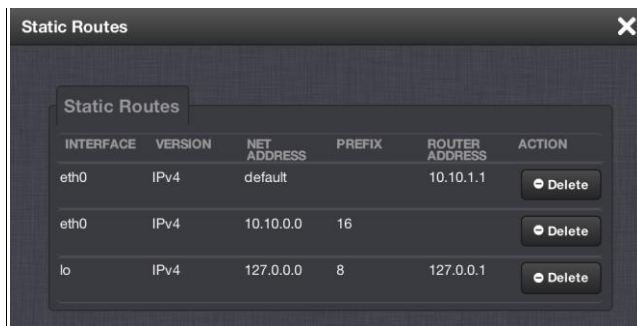 Static Routes
Static Routes
INTERFACE VERSION NET ADDRESS PREFIX ROUTER ADDRESS ACTION
eth0 IPv4 default 10.10.1.1 Delete
eth0 IPv4 10.10.0.0 16 Delete
lo IPv4 127.0.0.0 8 127.0.0.1 Delete